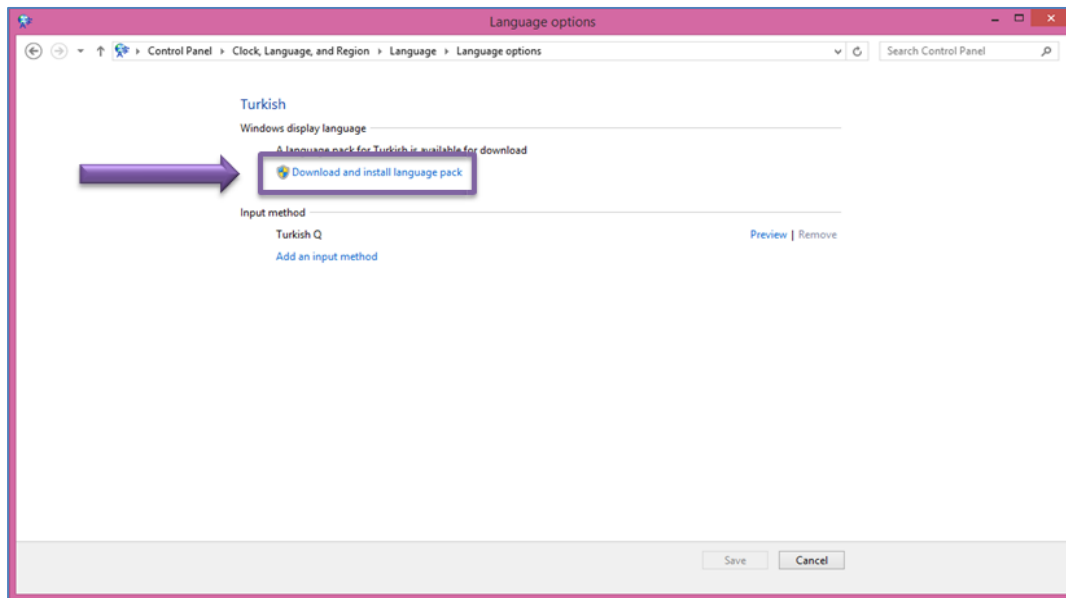 Language options
Control Panel Clock, Language, and Region Language Language options
Search Control Panel
Turkish
Windows display language
A language pack for Turkish is available for download
Download and install language pack
Input method
Turkish Q Preview | Remove
Add an input method
Save Cancel